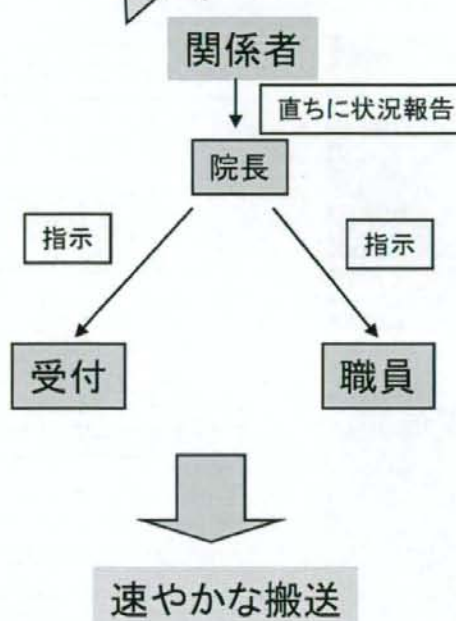 関係者
直ちに状況報告
院長
指示
指示
受付
職員
速やかな搬送